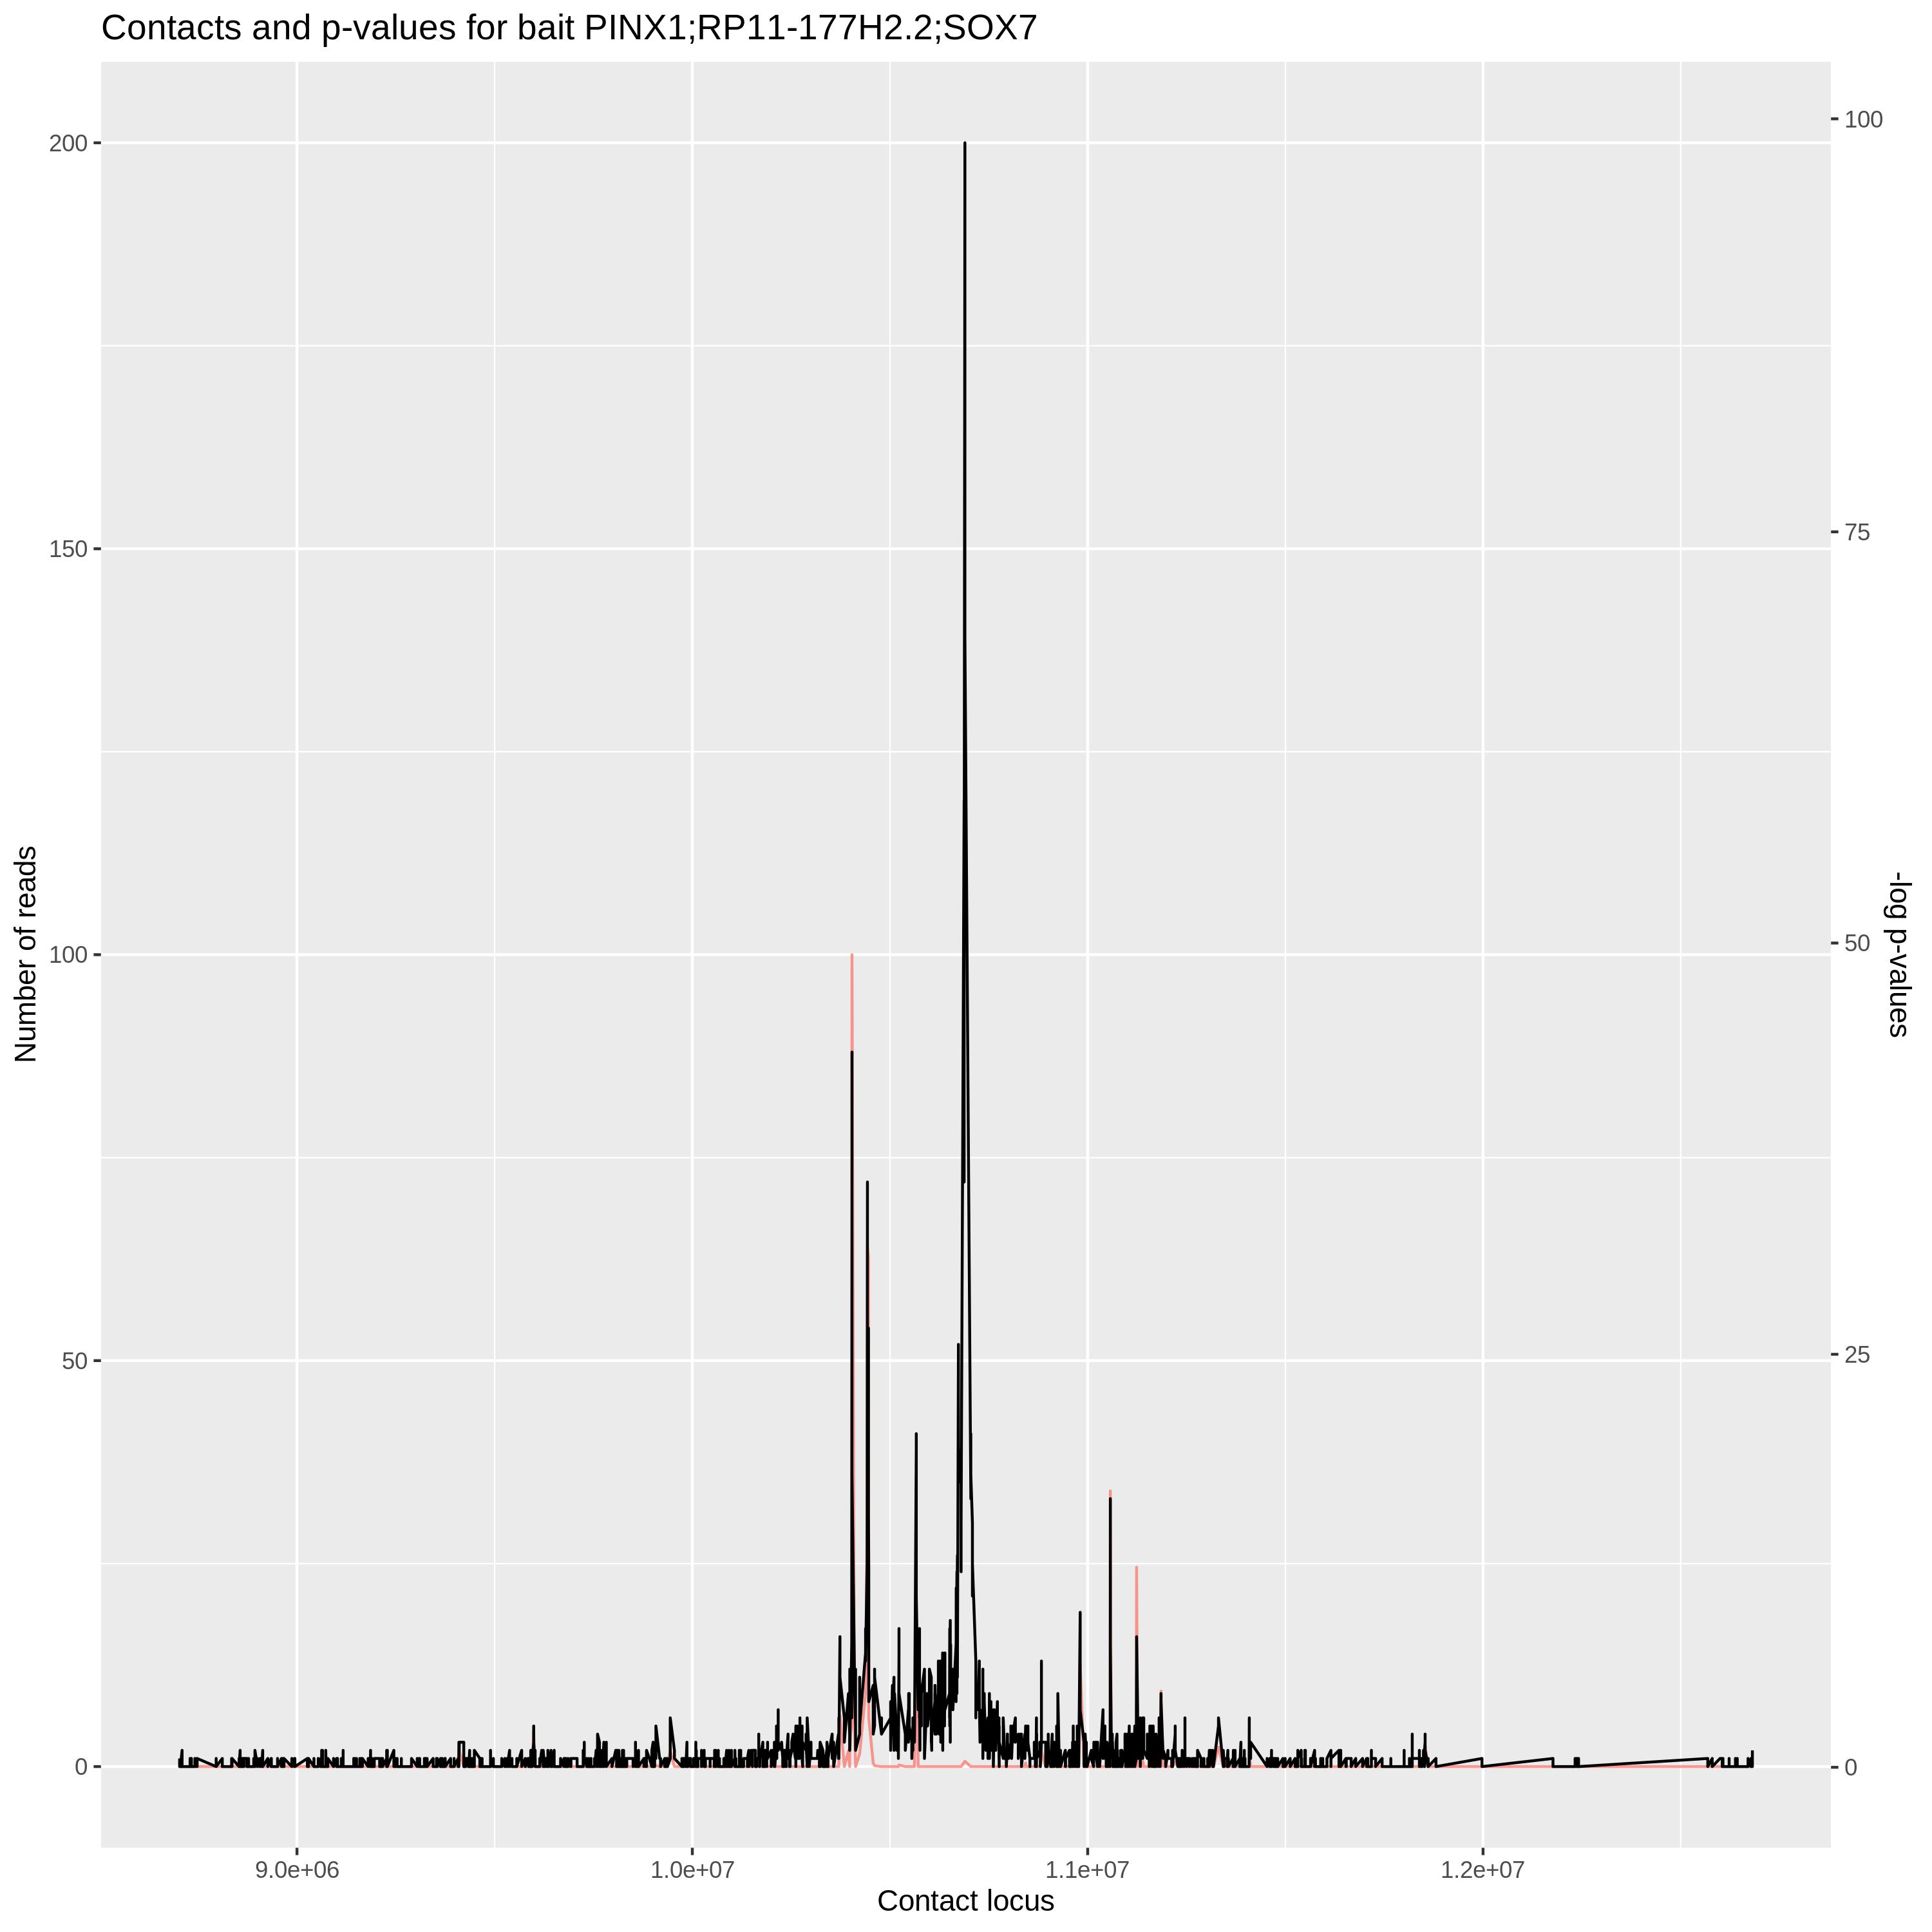 Contacts and p-values for bait PINX1;RP11-177H2.2;SOX7
200
150
100
50
0
Number of reads
100
75
50
25
0
-log p-values
9.0e+06
1.0e+07
1.1e+07
1.2e+07
Contact locus